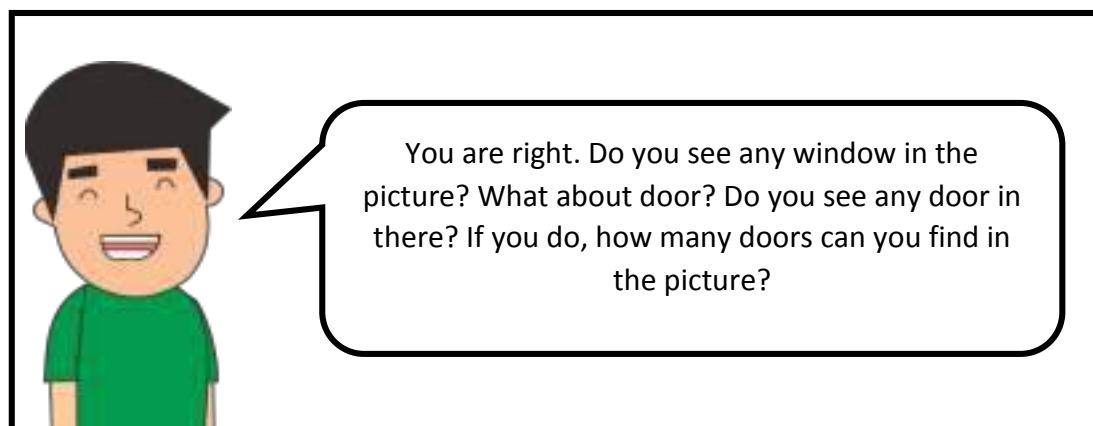 You are right. Do you see any window in the
picture? What about door? Do you see any door in
there? If you do, how many doors can you find in
the picture?